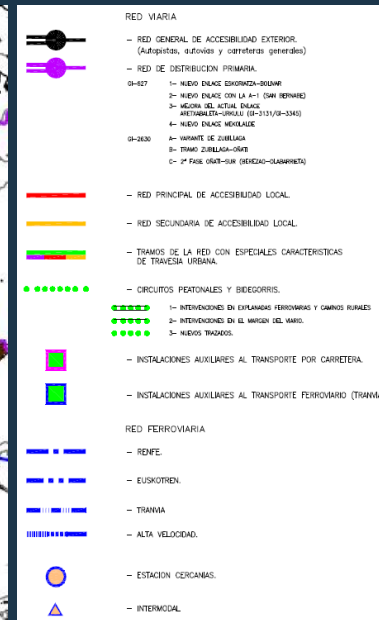 RED VIARIA
– RED GENERAL DE ACCESIBILIDAD EXTERIOR.
(Autopistas, autovias y carreteras generales)
– RED DE DISTRIBUCION PRIMARIA.
GI–627 1– NUEVO ENLACE ESKORIATZA–BOLIVAR
2– NUEVO ENLACE CON LA A–1 (SAN BERNABE)
3– MEJORA DEL ACTUAL ENLACE
ARETXABALETA–URKULU (GI–3131/GI–3345)
4– NUEVO ENLACE MEKOLALDE
GI–2630 A– VARIANTE DE ZUBILLAGA
B– TRAMO ZUBILLAGA–OÑATI
C– 2ª FASE OÑATI–SUR (BEREZAO–OLABARRIETA)
– RED PRINCIPAL DE ACCESIBILIDAD LOCAL.
– RED SECUNDARIA DE ACCESIBILIDAD LOCAL.
– TRAMOS DE LA RED CON ESPECIALES CARACTERISTICAS
DE TRAVESIA URBANA.
– CIRCUITOS PEATONALES Y BIDEGORRIS.
1– INTERVENCIONES EN EXPLANADAS FERROVIARIAS Y CAMINOS RURALES
2– INTERVENCIONES EN EL MARGEN DEL VIARIO.
3– NUEVOS TRAZADOS.
– INSTALACIONES AUXILIARES AL TRANSPORTE POR CARRETERA.
– INSTALACIONES AUXILIARES AL TRANSPORTE FERROVIARIO (TRANVIA
RED FERROVIARIA
– RENFE.
– EUSKOTREN.
– TRANVIA
– ALTA VELOCIDAD.
– ESTACION CERCANIAS.
– INTERMODAL